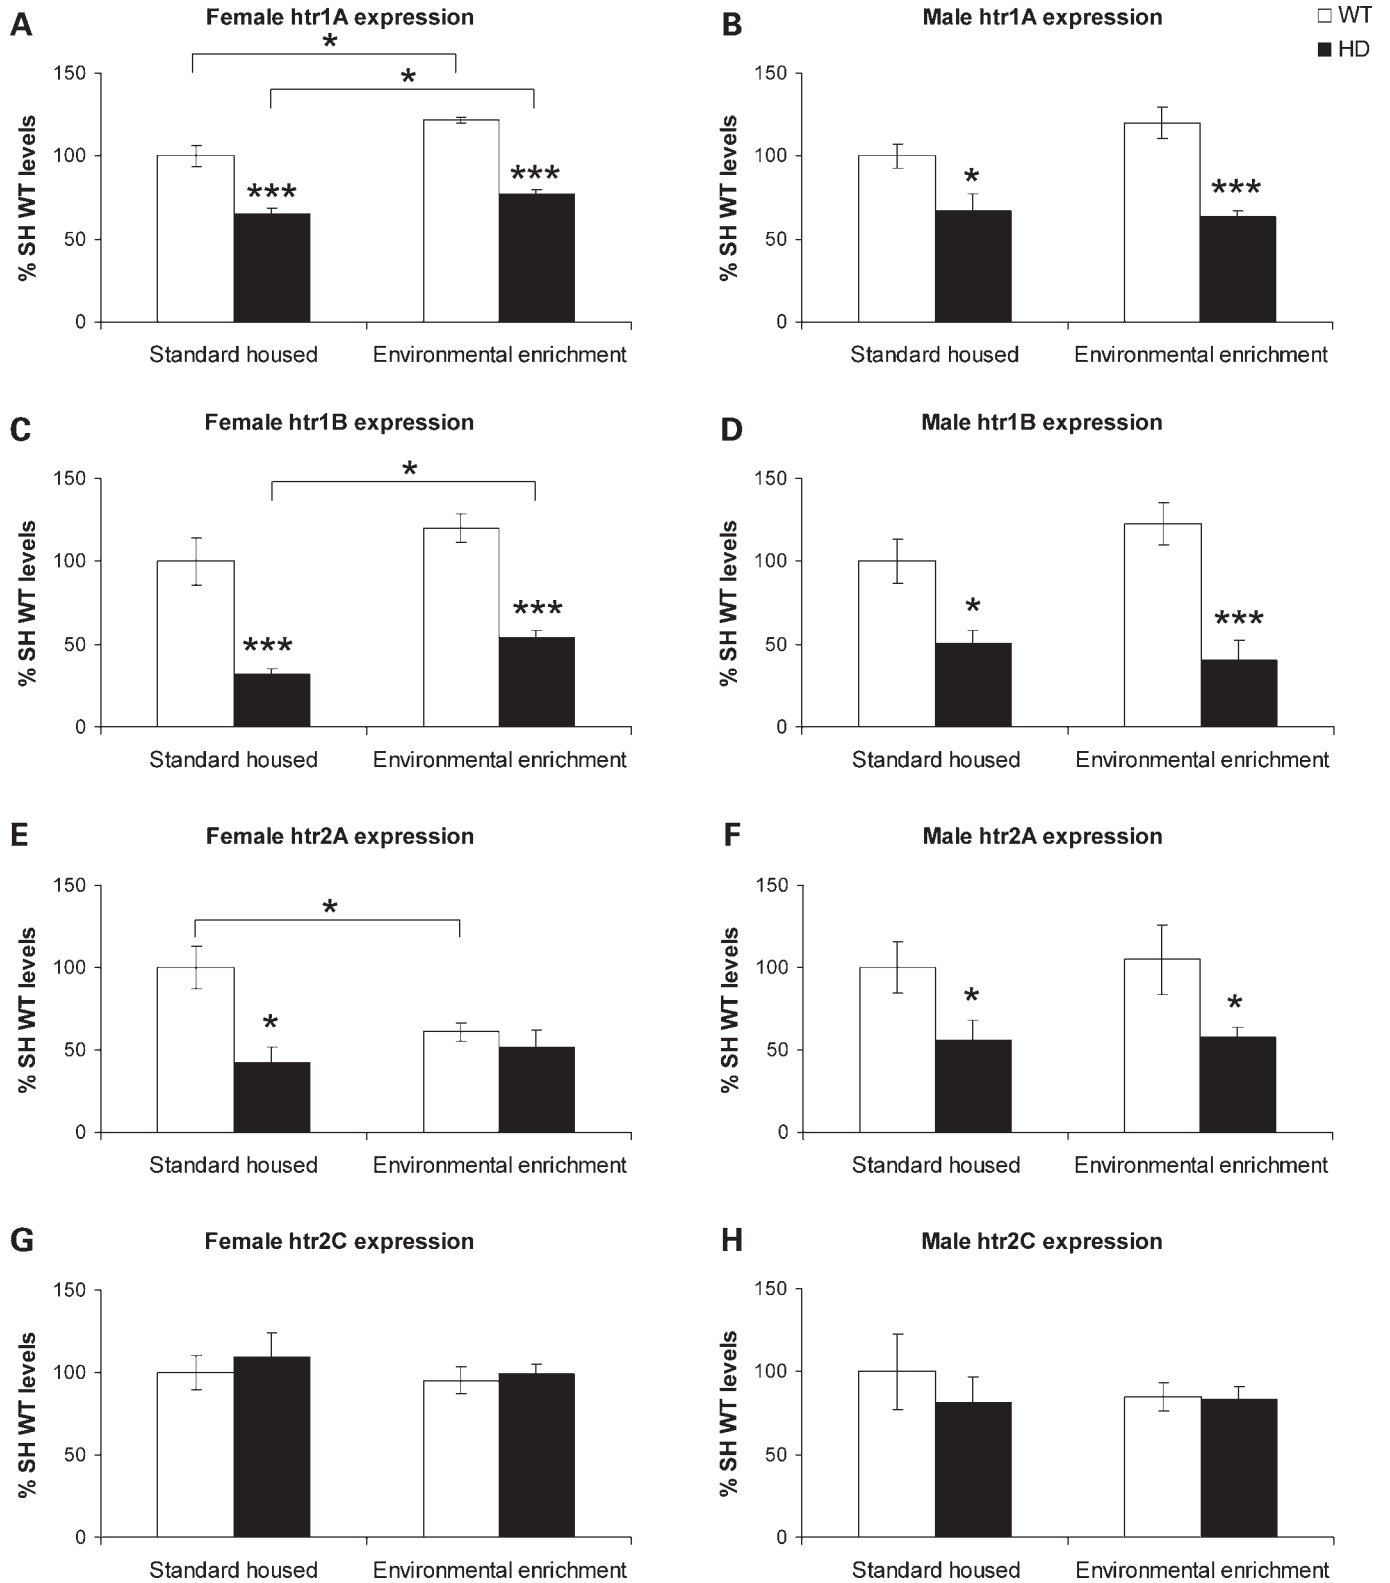 A
Female htr1A expression
*
*
150
100
50
0
% SH WT levels
***
***
Standard housed
Environmental enrichment
B
Male htr1A expression
WT
HD
150
100
50
0
% SH WT levels
*
***
Standard housed
Environmental enrichment
C
Female htr1B expression
*
150
100
50
0
% SH WT levels
***
***
Standard housed
Environmental enrichment
D
Male htr1B expression
150
100
50
0
% SH WT levels
*
***
Standard housed
Environmental enrichment
E
Female htr2A expression
*
150
100
50
0
% SH WT levels
*
Standard housed
Environmental enrichment
F
Male htr2A expression
150
100
50
0
% SH WT levels
*
*
Standard housed
Environmental enrichment
G
Female htr2C expression
150
100
50
0
% SH WT levels
Standard housed
Environmental enrichment
H
Male htr2C expression
150
100
50
0
% SH WT levels
Standard housed
Environmental enrichment